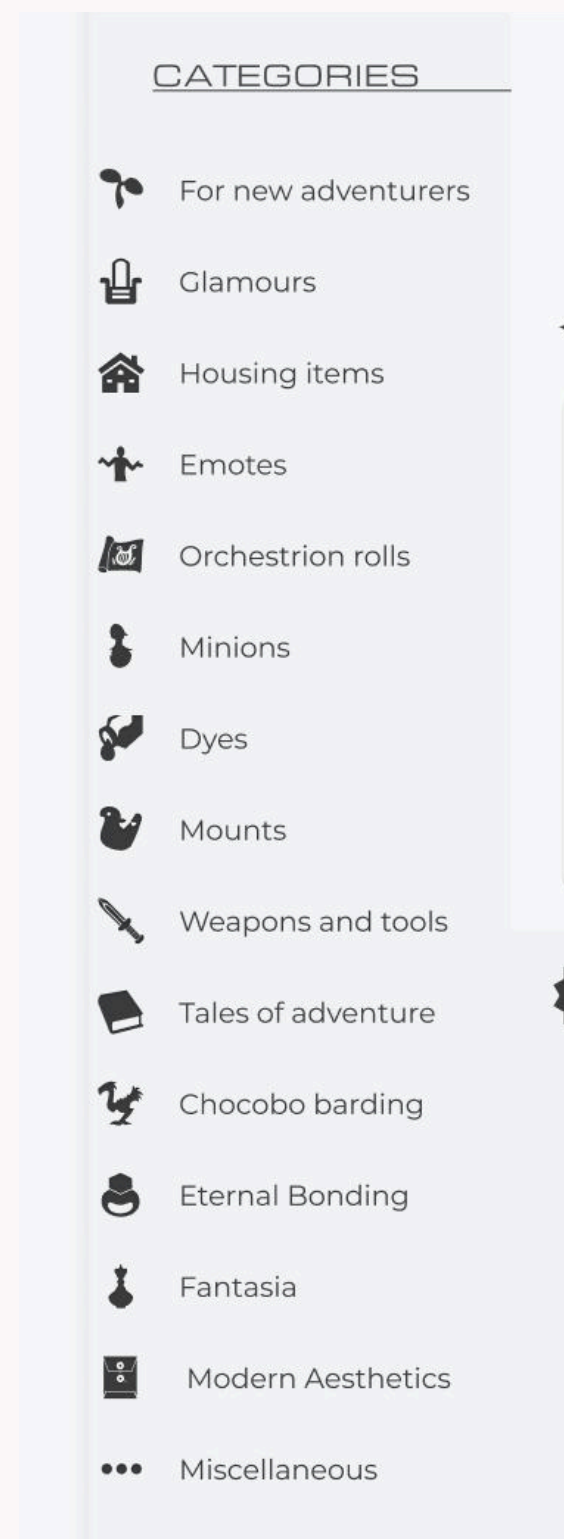 CATEGORIES
For new adventurers
Glamours
Housing items
Emotes
Orchestrion rolls
Minions
Dyes
Mounts
Weapons and tools
Tales of adventure
Chocobo barding
Eternal Bonding
Fantasia
Modern Aesthetics
Miscellaneous